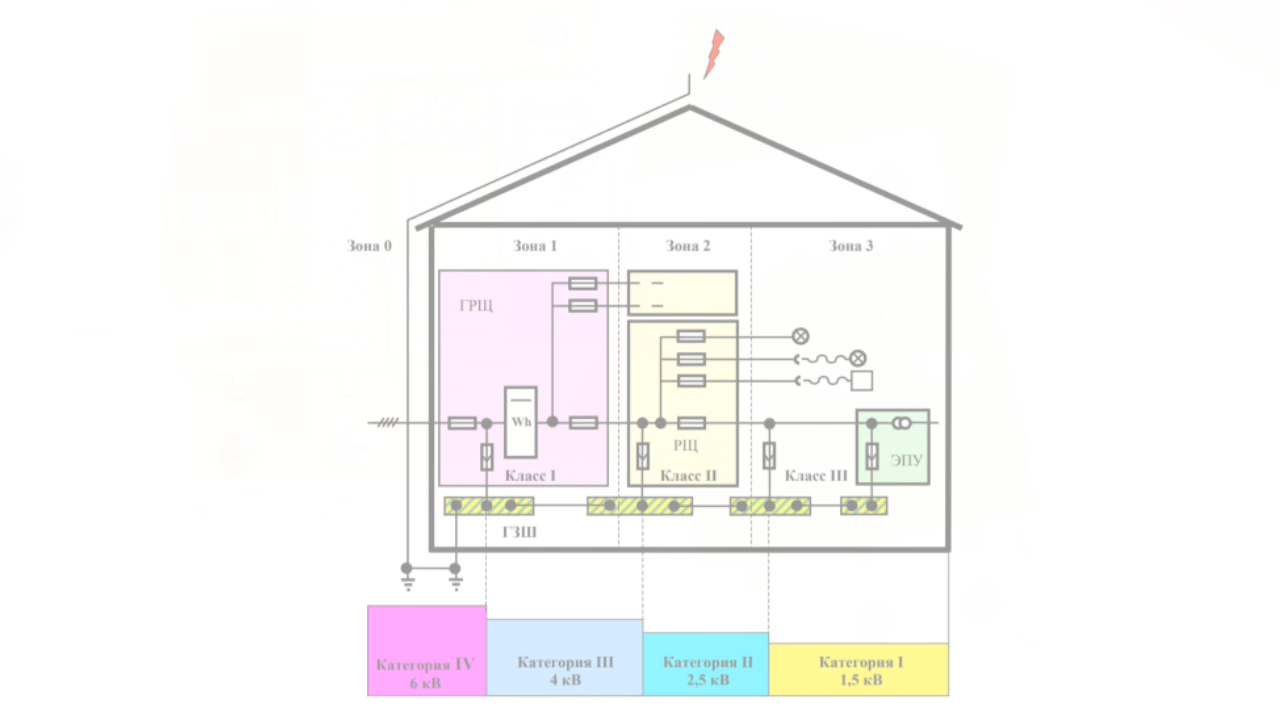 Зона 0
Зона 1
Зона 2
Зона 3
ГРЩ
Wh
РЩ
ЭПУ
Класс I
Класс II
Класс III
ГЗШ
Категория IV
6 кВ
Категория III
4 кВ
Категория II
2,5 кВ
Категория I
1,5 кВ